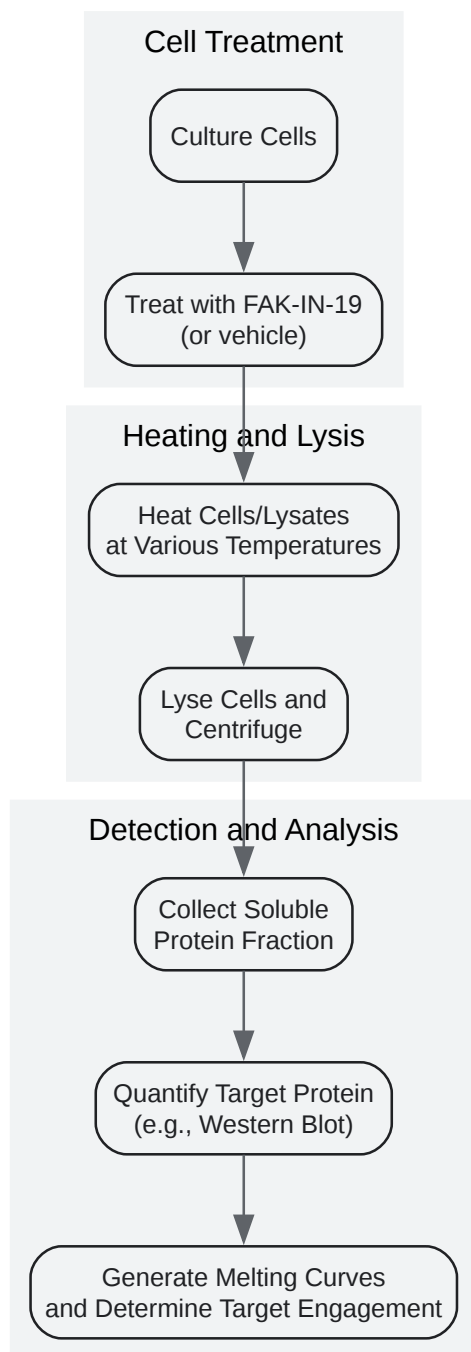 Cell Treatment
Culture Cells
Treat with FAK-IN-19
(or vehicle)
Heating and Lysis
Heat Cells/Lysates
at Various Temperatures
Lyse Cells and
Centrifuge
Detection and Analysis
Collect Soluble
Protein Fraction
Quantify Target Protein
(e.g., Western Blot)
Generate Melting Curves
and Determine Target Engagement